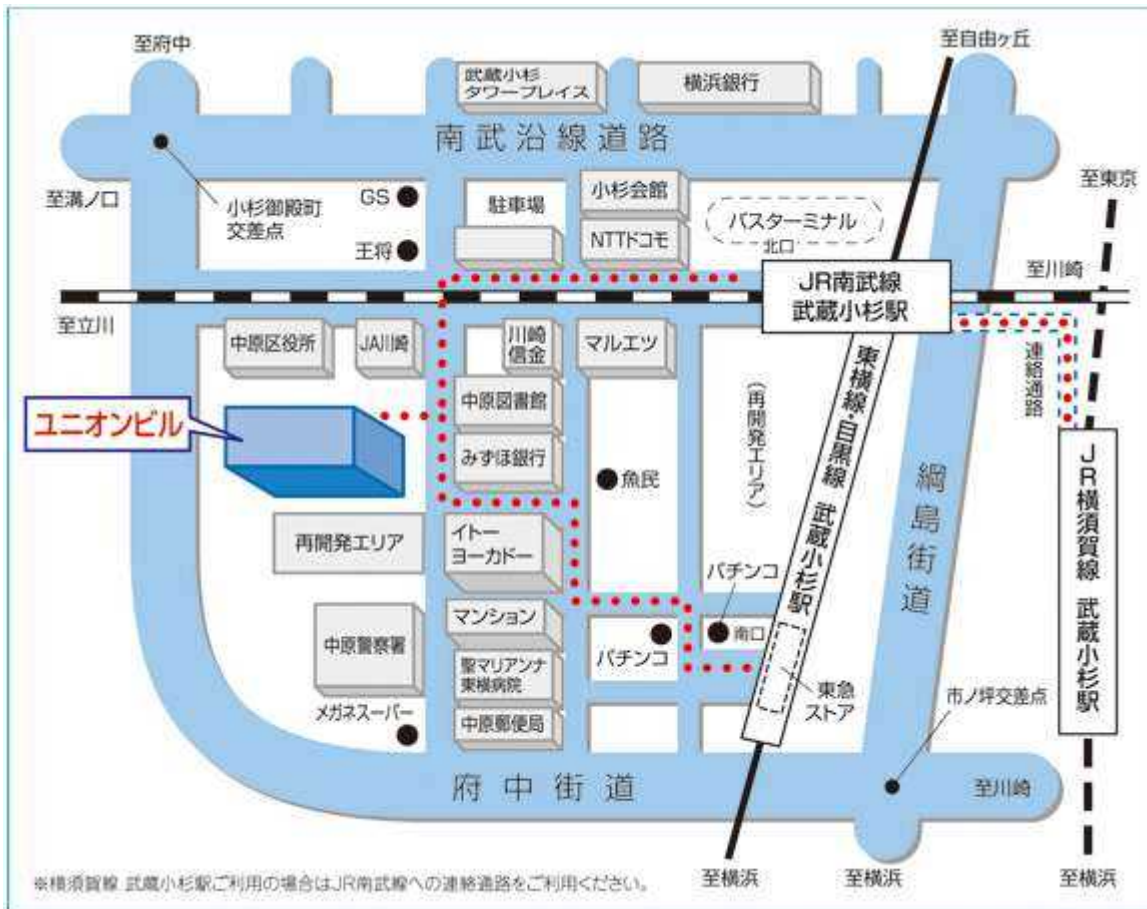 至府中
至自由ヶ丘
武蔵小杉
タワープレイス
横浜銀行
南武沿線道路
至溝ノ口
小杉御殿町
交差点
GS
王将
駐車場
小杉会館
NTTドコモ
バスターミナル
北口
至東京
至川崎
JR南武線
武蔵小杉駅
至立川
中原区役所
JA川崎
川崎
信金
マルエツ
連絡通路
ユニオンビル
中原図書館
みずほ銀行
魚民
(再開発エリア)
東横線・目黒線 武蔵小杉駅
綱島街道
JR横須賀線 武蔵小杉駅
再開発エリア
イトー
ヨーカドー
パチンコ
マンション
南口
中原警察署
パチンコ
聖マリアンナ
東横病院
東急
ストア
市ノ坪交差点
メガネスーパー
中原郵便局
府中街道
至川崎
※横須賀線 武蔵小杉駅ご利用の場合はJR南武線への連絡通路をご利用ください。
至横浜
至横浜
至横浜